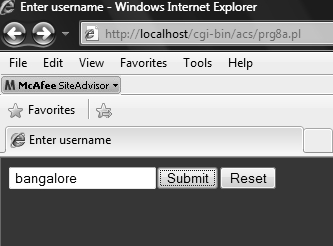 Enter username - Windows Internet Explorer
http://localhost/cgi-bin/acs/prg8a.pl
File Edit View Favorites Tools Help
McAfee SiteAdvisor
Favorites
Enter username
bangalore Submit Reset